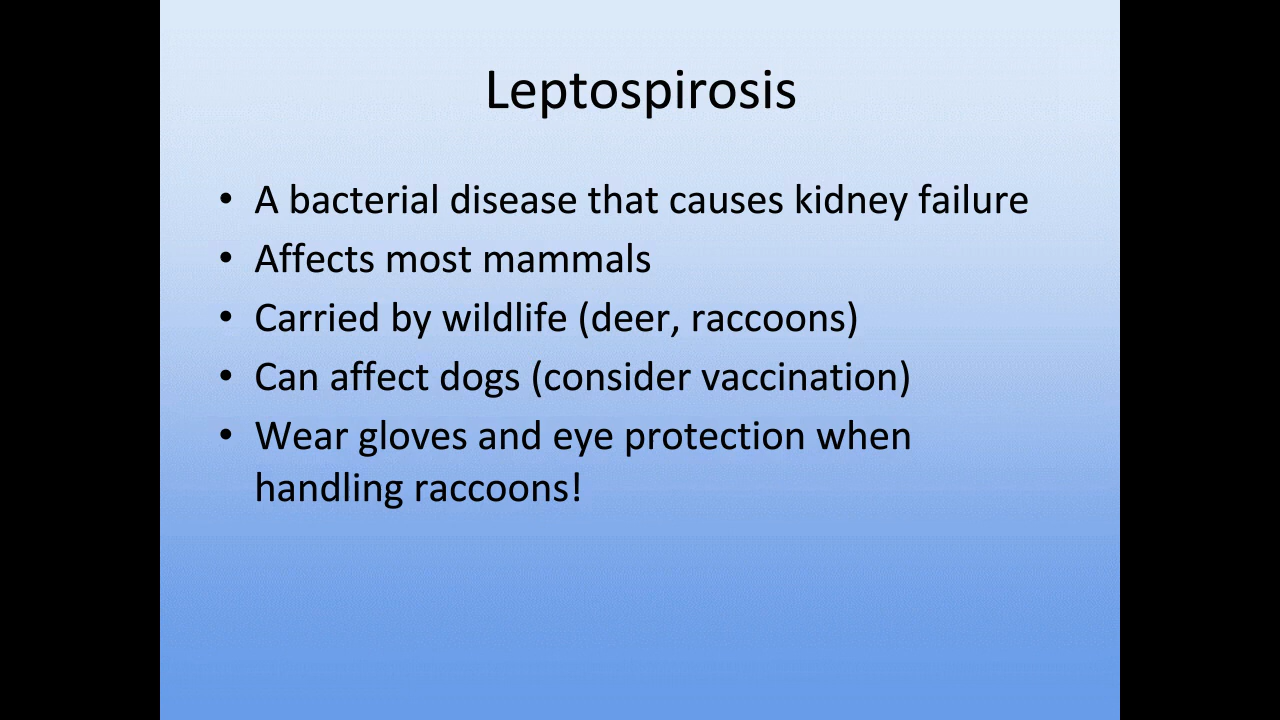 Leptospirosis
• A bacterial disease that causes kidney failure
• Affects most mammals
• Carried by wildlife (deer, raccoons)
• Can affect dogs (consider vaccination)
• Wear gloves and eye protection when
handling raccoons!